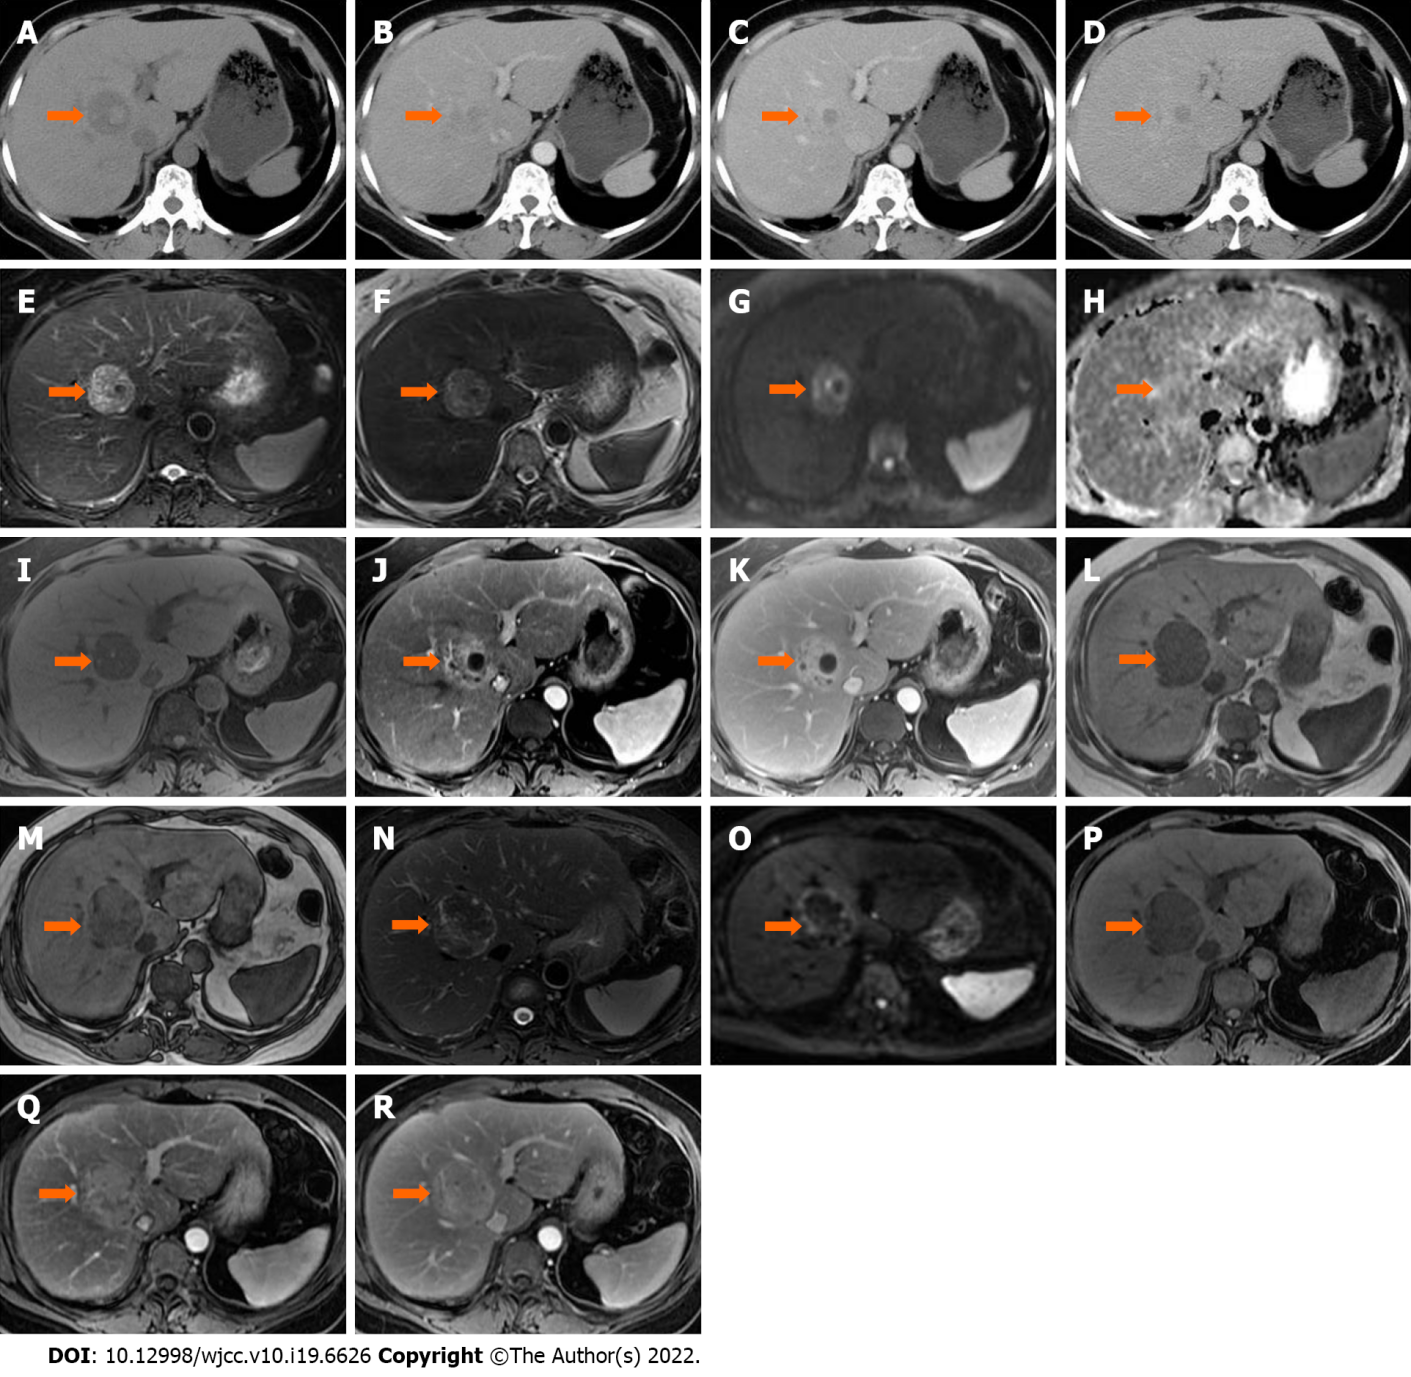 A B C D
E F G H
I J K L
M N O P
Q R
DOI: 10.12998/wjcc.v10.i19.6626 Copyright ©The Author(s) 2022.